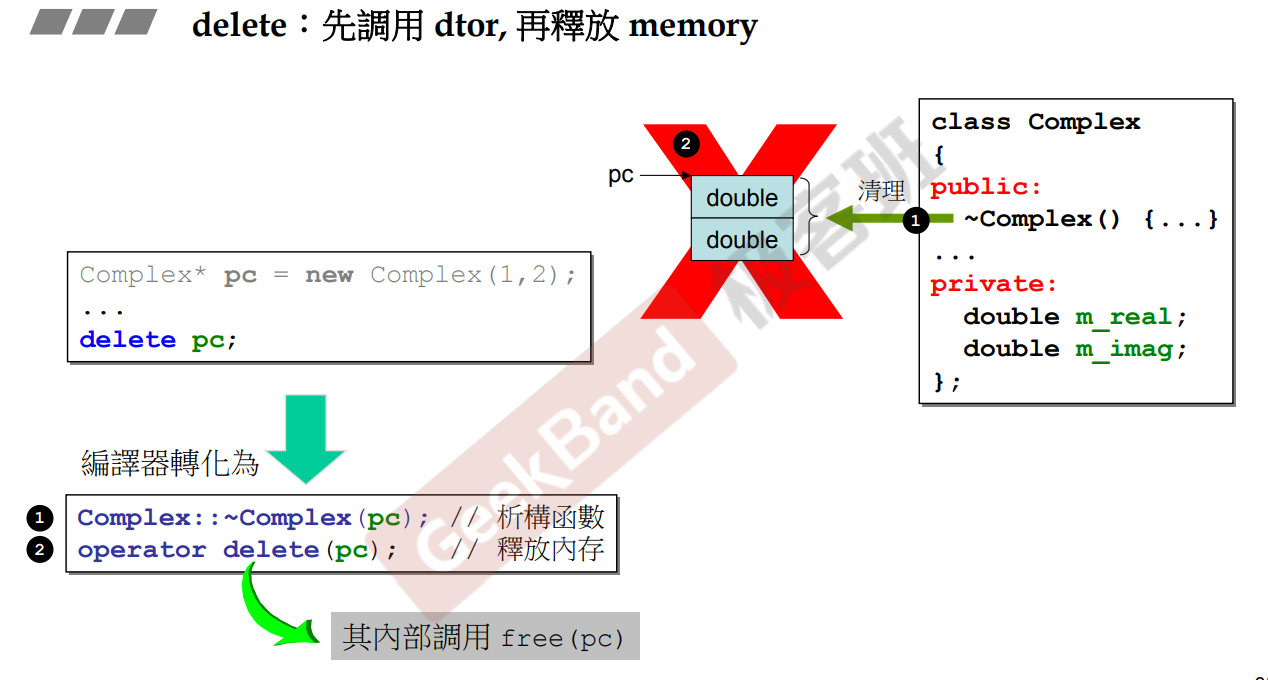 delete：先調用 dtor, 再釋放 memory
class Complex
{
public:
~Complex() {...}
...
private:
double m_real;
double m_imag;
};
2
pc
double
double
清理
1
Complex* pc = new Complex(1,2);
...
delete pc;
編譯器轉化為
1
Complex::~Complex(pc); // 析構函數
2
operator delete(pc); // 釋放內存
其內部調用 free(pc)
GeekBand 极客班